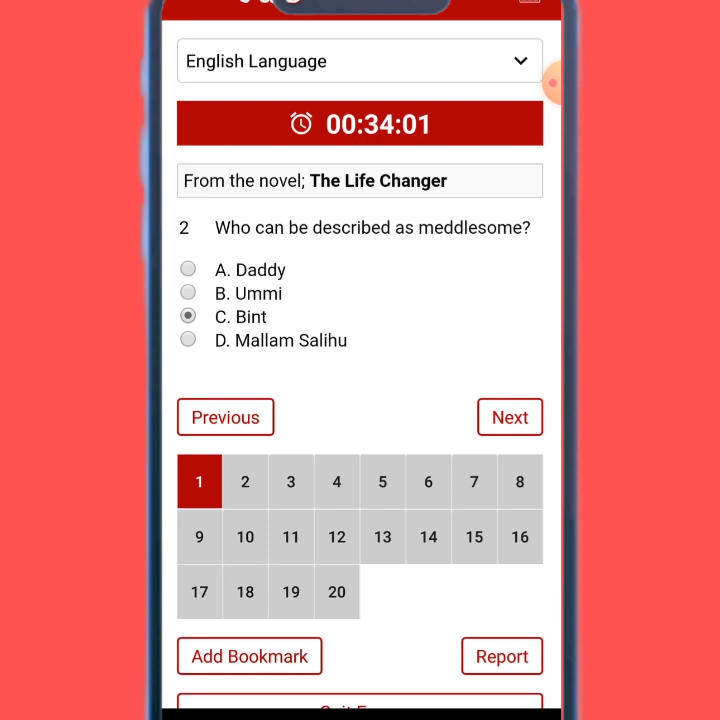 English Language
00:34:01
From the novel; The Life Changer
2 Who can be described as meddlesome?
A. Daddy
B. Ummi
C. Bint
D. Mallam Salihu
Previous Next
1 2 3 4 5 6 7 8
9 10 11 12 13 14 15 16
17 18 19 20
Add Bookmark Report